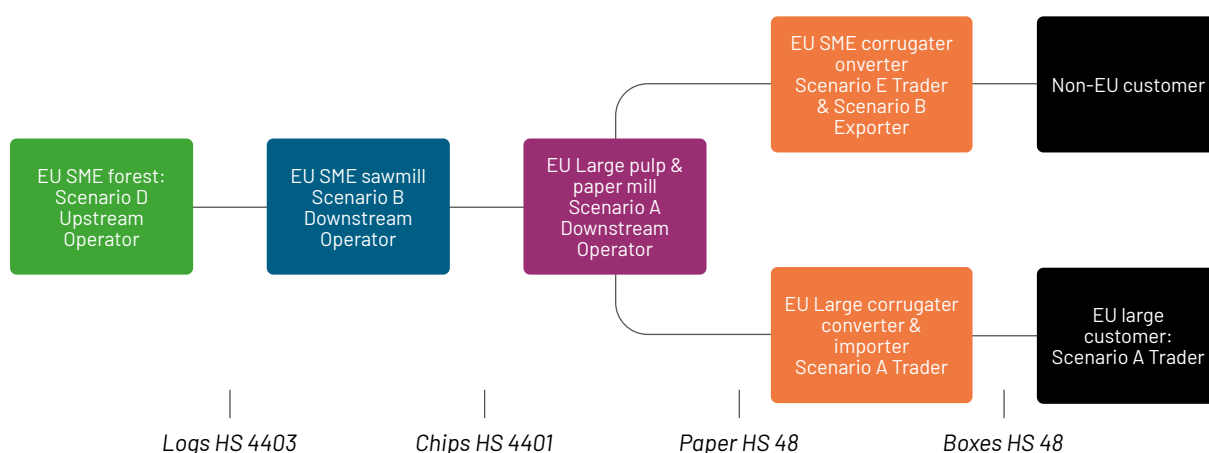 EU SME forest:
Scenario D
Upstream
Operator
EU SME sawmill
Scenario B
Downstream
Operator
EU Large pulp &
paper mill
Scenario A
Downstream
Operator
EU SME corrugater
onverter
Scenario E Trader
& Scenario B
Exporter
Non-EU customer
EU Large corrugater
converter &
importer
Scenario A Trader
EU large
customer:
Scenario A Trader
Logs HS 4403
Chips HS 4401
Paper HS 48
Boxes HS 48